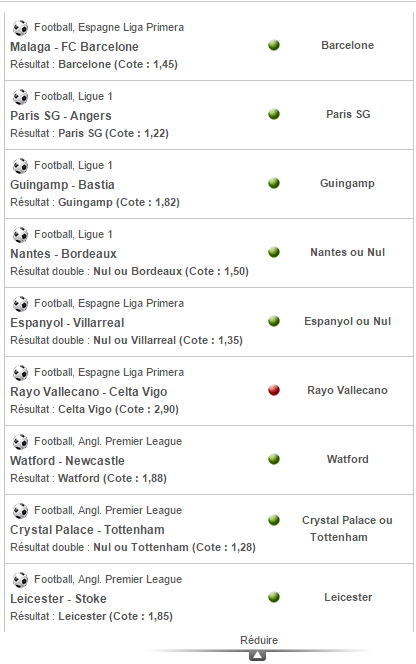 Football, Espagne Liga Primera
Malaga - FC Barcelone
Barcelone
Résultat : Barcelone (Cote : 1,45)
Football, Ligue 1
Paris SG - Angers
Paris SG
Résultat : Paris SG (Cote : 1,22)
Football, Ligue 1
Guingamp - Bastia
Guingamp
Résultat : Guingamp (Cote : 1,82)
Football, Ligue 1
Nantes - Bordeaux
Nantes ou Nul
Résultat double : Nul ou Bordeaux (Cote : 1,50)
Football, Espagne Liga Primera
Espanyol - Villarreal
Espanyol ou Nul
Résultat double : Nul ou Villarreal (Cote : 1,35)
Football, Espagne Liga Primera
Rayo Vallecano - Celta Vigo
Rayo Vallecano
Résultat : Celta Vigo (Cote : 2,90)
Football, Angl. Premier League
Watford - Newcastle
Watford
Résultat : Watford (Cote : 1,88)
Football, Angl. Premier League
Crystal Palace - Tottenham
Crystal Palace ou
Tottenham
Résultat double : Nul ou Tottenham (Cote : 1,28)
Football, Angl. Premier League
Leicester - Stoke
Leicester
Résultat : Leicester (Cote : 1,85)
Réduire